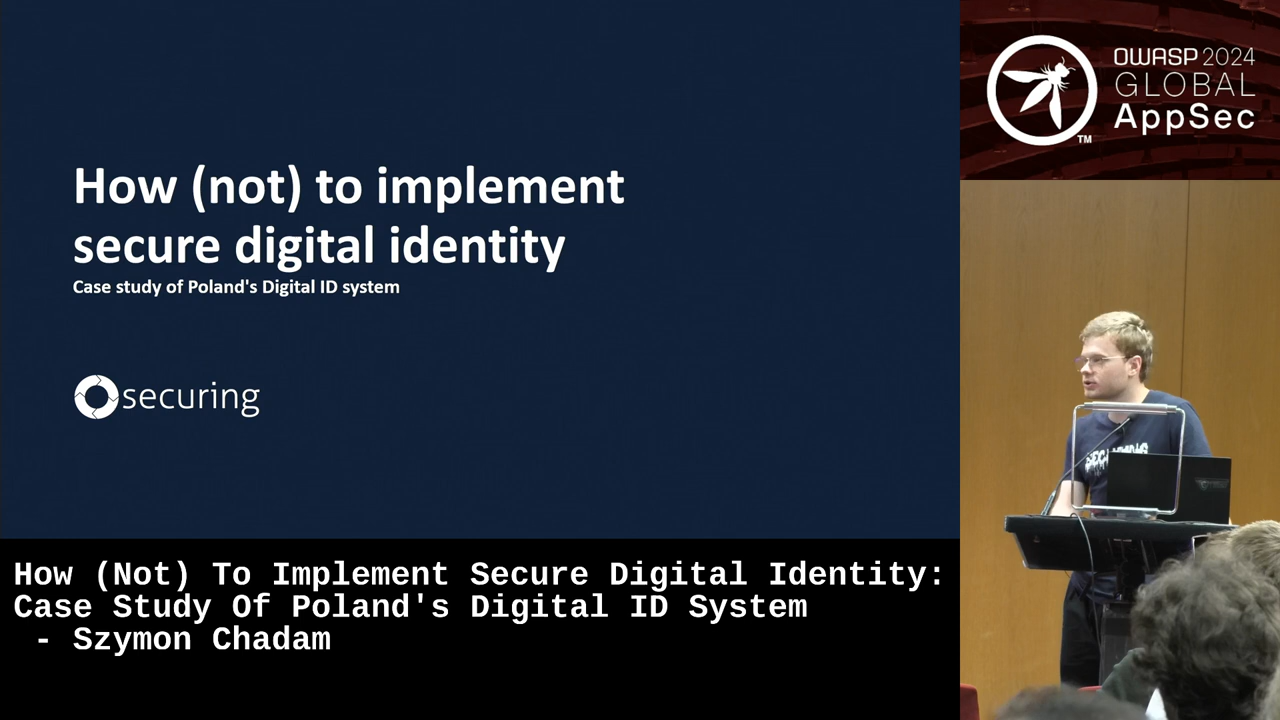 How (not) to implement
secure digital identity
Case study of Poland's Digital ID system
securing
OWASP 2024
GLOBAL
AppSec
TM
How (Not) To Implement Secure Digital Identity:
Case Study Of Poland's Digital ID System
- Szymon Chadam